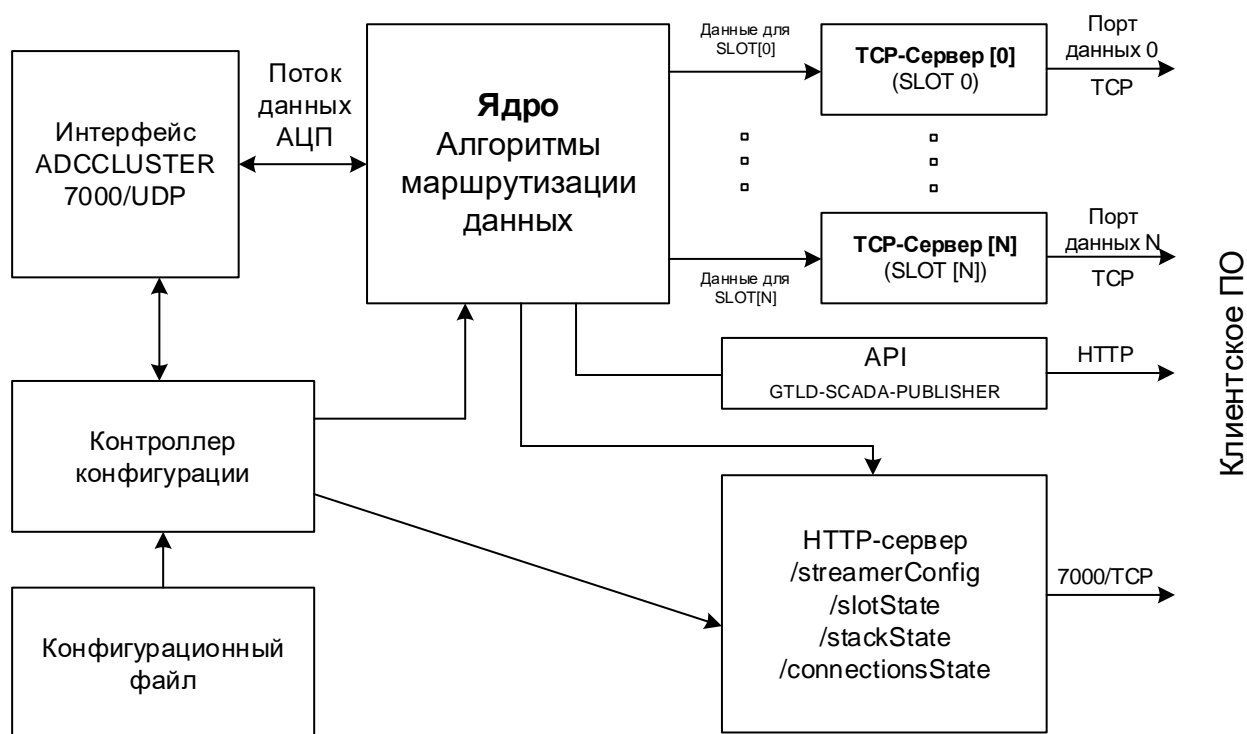 Интерфейс
ADCCLUSTER
7000/UDP
Поток
данных
АЦП
Ядро
Алгоритмы
маршрутизации
данных
Данные для
SLOT[0]
TCP-Сервер [0]
(SLOT 0)
Порт
данных 0
TCP
Данные для
SLOT[N]
TCP-Сервер [N]
(SLOT [N])
Порт
данных N
TCP
API
GTLD-SCADA-PUBLISHER
HTTP
Контроллер
конфигурации
Конфигурационный
файл
HTTP-сервер
/streamerConfig
/slotState
/stackState
/connectionsState
7000/TCP
Клиентское ПО